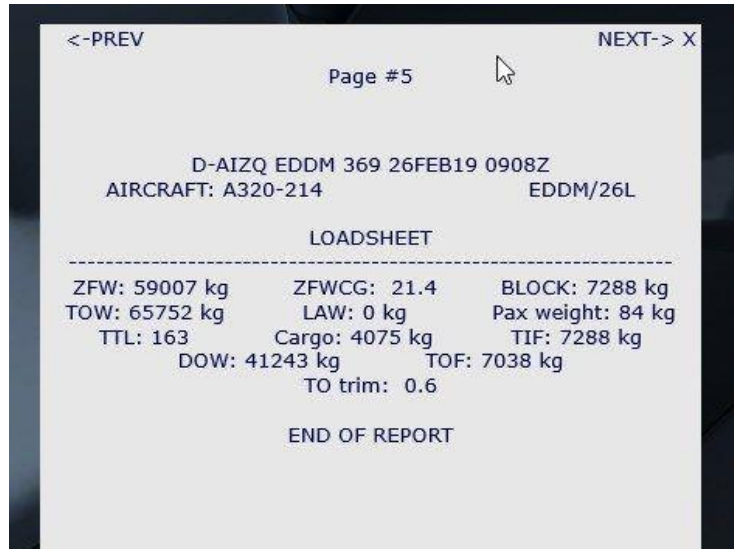 <-PREV NEXT-> X
Page #5
D-AIZQ EDDM 369 26FEB19 0908Z
AIRCRAFT: A320-214 EDDM/26L
LOADSHEET
------------------------------------------------------------------
ZFW: 59007 kg ZFWCG: 21.4 BLOCK: 7288 kg
TOW: 65752 kg LAW: 0 kg Pax weight: 84 kg
TTL: 163 Cargo: 4075 kg TIF: 7288 kg
DOW: 41243 kg TOF: 7038 kg
TO trim: 0.6
END OF REPORT